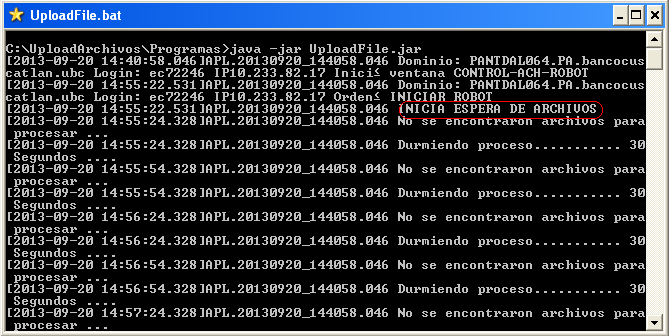 UploadFile.bat
C:\UploadArchivos\Programas>java -jar UploadFile.jar
[2013-09-20 14:40:58.046]APL.20130920_144058.046 Dominio: PANTDAL064.PA.bancocus
catlan.ubc Login: ec72246 IP10.233.82.17 Inici≤ ventana CONTROL-ACH-ROBOT
[2013-09-20 14:55:22.531]APL.20130920_144058.046 Dominio: PANTDAL064.PA.bancocus
catlan.ubc Login: ec72246 IP10.233.82.17 Orden≤ INICIAR ROBOT
[2013-09-20 14:55:22.531]APL.20130920_144058.046 INICIA ESPERA DE ARCHIVOS
[2013-09-20 14:55:24.328]APL.20130920_144058.046 No se encontraron archivos para
procesar ...
[2013-09-20 14:55:24.328]APL.20130920_144058.046 Durmiendo proceso........... 30
Segundos ....
[2013-09-20 14:55:54.328]APL.20130920_144058.046 No se encontraron archivos para
procesar ...
[2013-09-20 14:55:54.328]APL.20130920_144058.046 Durmiendo proceso........... 30
Segundos ....
[2013-09-20 14:56:24.328]APL.20130920_144058.046 No se encontraron archivos para
procesar ...
[2013-09-20 14:56:24.328]APL.20130920_144058.046 Durmiendo proceso........... 30
Segundos ....
[2013-09-20 14:56:54.328]APL.20130920_144058.046 No se encontraron archivos para
procesar ...
[2013-09-20 14:56:54.328]APL.20130920_144058.046 Durmiendo proceso........... 30
Segundos ....
[2013-09-20 14:57:24.328]APL.20130920_144058.046 No se encontraron archivos para
procesar ...